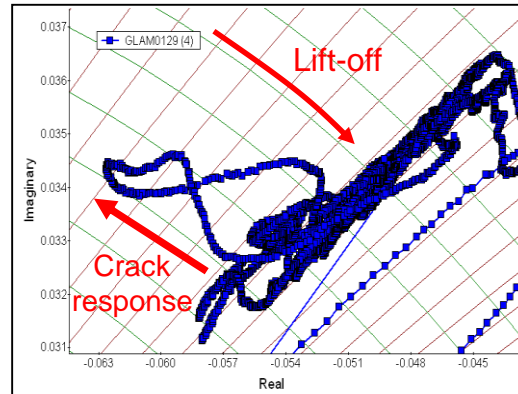 0.037
GLAM0129 (4)
Lift-off
0.036
0.035
Imaginary
0.034
0.033
Crack
response
0.032
0.031
-0.063 -0.060 -0.057 -0.054 -0.051 -0.048 -0.045
Real